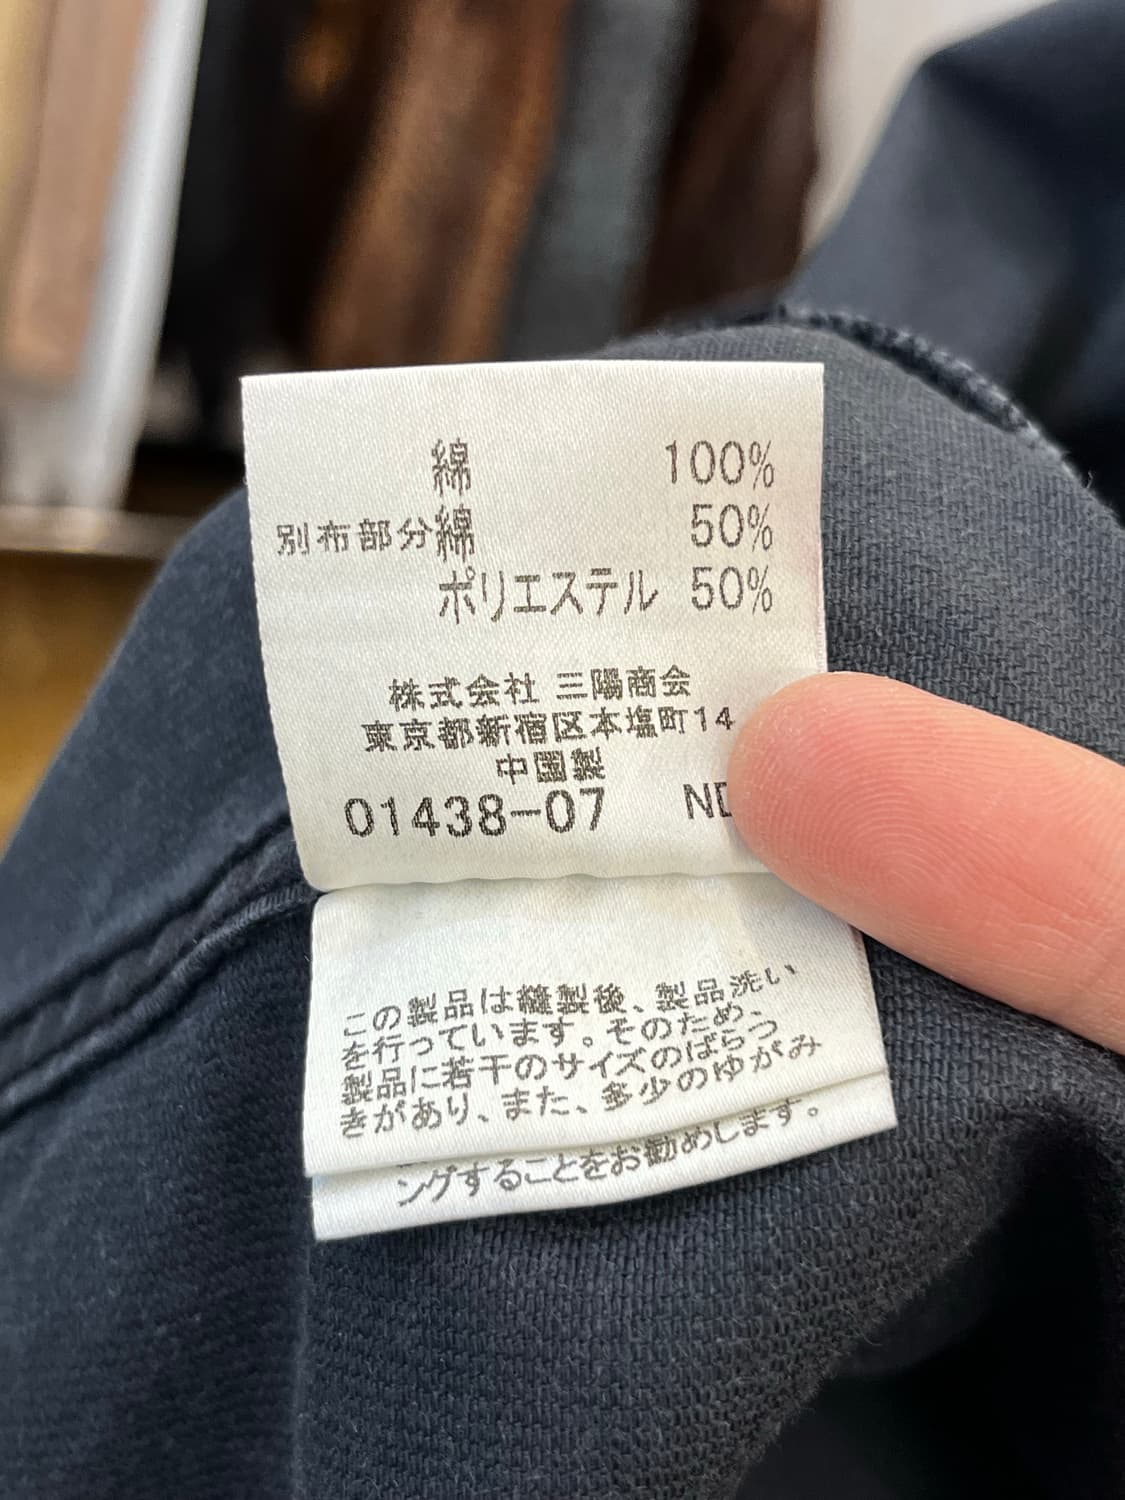 綿 100%
別布部分綿 50%
ポリエステル 50%
株式会社 三陽商会
東京都新宿区本塩町14
中国製
01438-07 ND
この製品は縫製後、製品洗い
を行っています。そのため、
製品に若干のサイズのばらつ
きがあり、また、多少のゆがみ
ングすることをお勧めします。